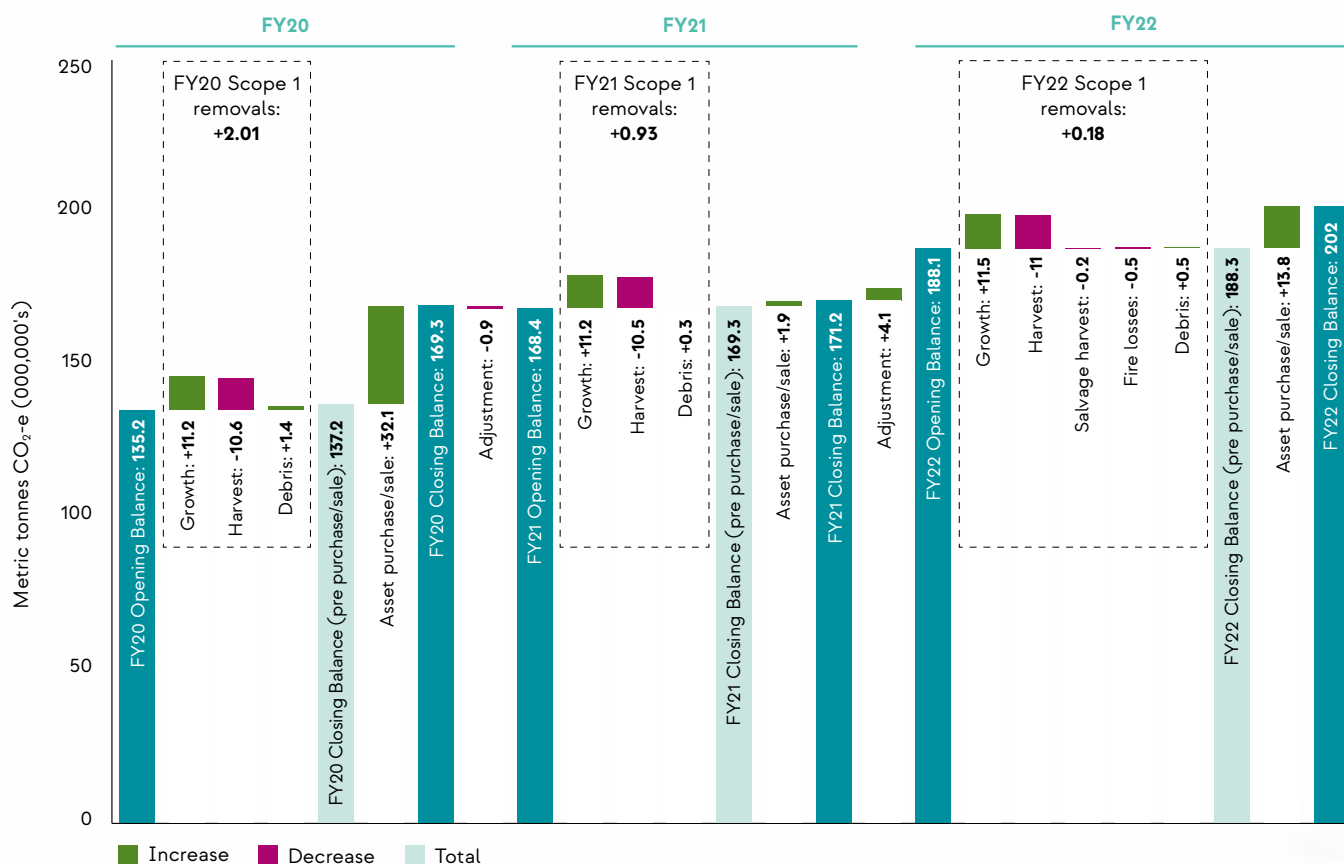 FY20
FY21
FY22
Metric tonnes CO₂-e (000,000's)
250
200
150
100
50
0
FY20 Scope 1
removals:
+2.01
FY21 Scope 1
removals:
+0.93
FY22 Scope 1
removals:
+0.18
FY20 Opening Balance: 135.2
Growth: +11.2
Harvest: -10.6
Debris: +1.4
FY20 Closing Balance (pre purchase/sale): 137.2
Asset purchase/sale: +32.1
FY20 Closing Balance: 169.3
Adjustment: -0.9
FY21 Opening Balance: 168.4
Growth: +11.2
Harvest: -10.5
Debris: +0.3
FY21 Closing Balance (pre purchase/sale): 169.3
Asset purchase/sale: +1.9
FY21 Closing Balance: 171.2
Adjustment: +4.1
FY22 Opening Balance: 188.1
Growth: +11.5
Harvest: -11
Salvage harvest: -0.2
Fire losses: -0.5
Debris: +0.5
FY22 Closing Balance (pre purchase/sale): 188.3
Asset purchase/sale: +13.8
FY22 Closing Balance: 202
Increase
Decrease
Total